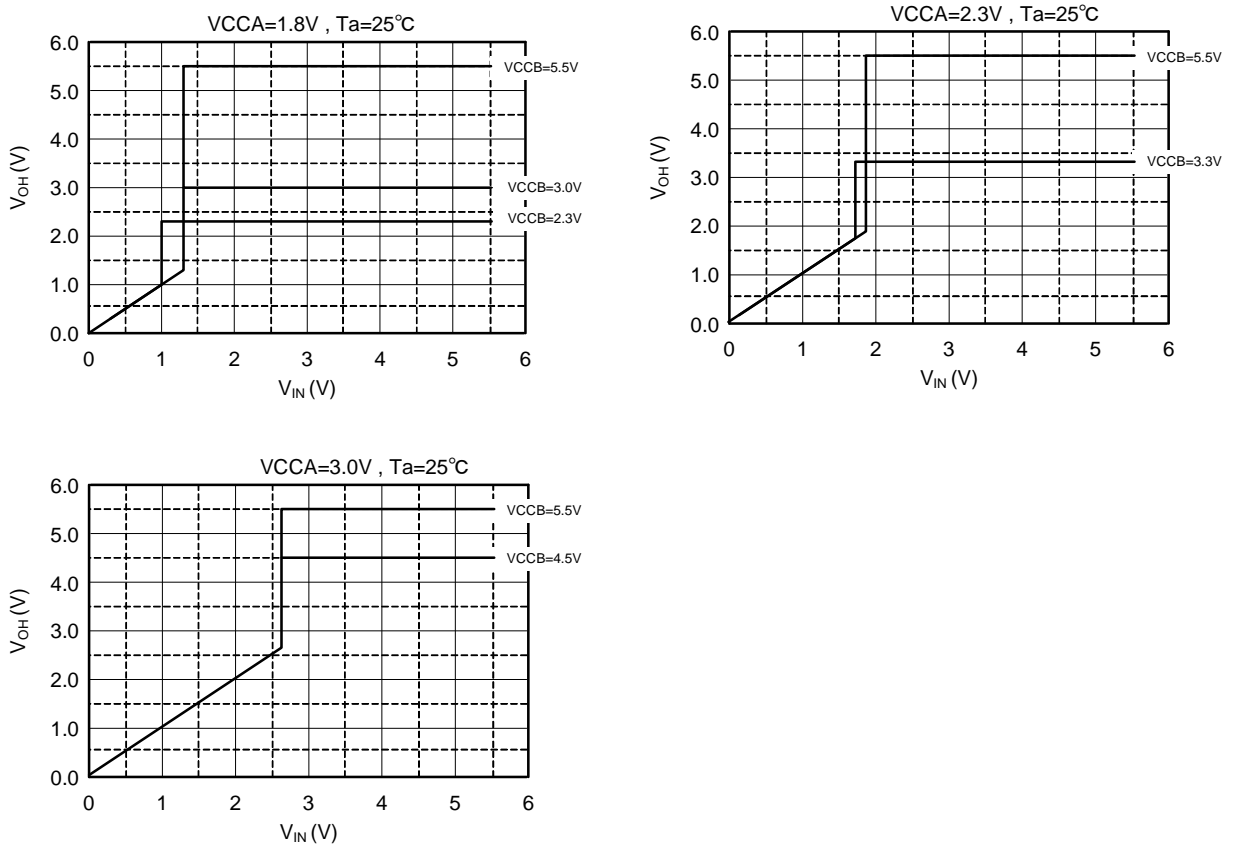 VCCA=1.8V , Ta=25℃
6.0
5.0
4.0
3.0
2.0
1.0
0.0
VOH (V)
VCCB=5.5V
VCCB=3.0V
VCCB=2.3V
0 1 2 3 4 5 6
VIN (V)
VCCA=2.3V , Ta=25℃
6.0
5.0
4.0
3.0
2.0
1.0
0.0
VOH (V)
VCCB=5.5V
VCCB=3.3V
0 1 2 3 4 5 6
VIN (V)
VCCA=3.0V , Ta=25℃
6.0
5.0
4.0
3.0
2.0
1.0
0.0
VOH (V)
VCCB=5.5V
VCCB=4.5V
0 1 2 3 4 5 6
VIN (V)